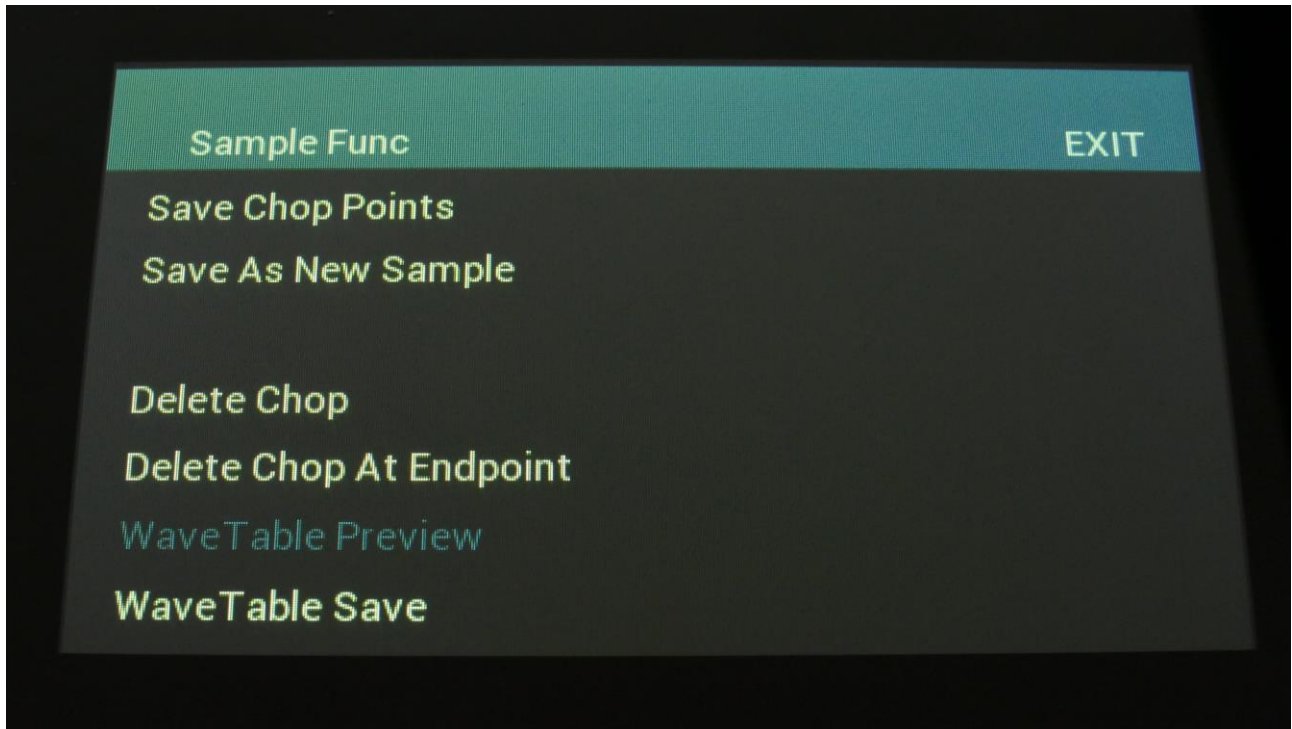 Sample Func EXIT
Save Chop Points
Save As New Sample
Delete Chop
Delete Chop At Endpoint
WaveTable Preview
WaveTable Save